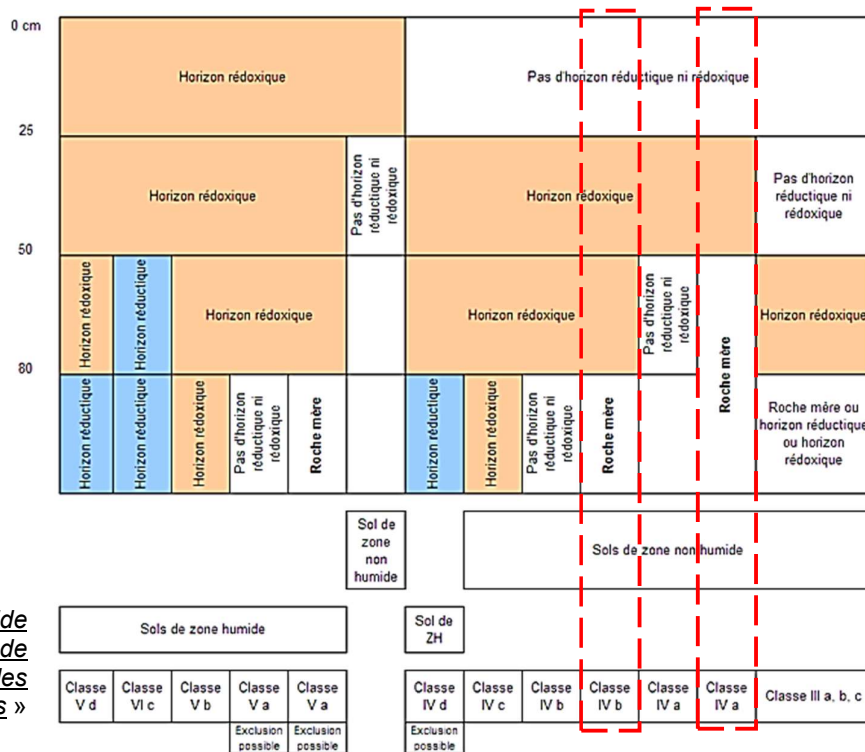 0 cm
Horizon rédoxique
Pas d'horizon réductique ni rédoxique
25
Horizon rédoxique
Pas d'horizon
réductique ni
rédoxique
Horizon rédoxique
Pas d'horizon
réductique ni
rédoxique
50
Horizon rédoxique
Horizon réductique
Horizon rédoxique
Horizon rédoxique
Pas d'horizon
réductique ni
rédoxique
Roche mère
Horizon rédoxique
80
Horizon réductique
Horizon réductique
Horizon rédoxique
Pas d'horizon
réductique ni
rédoxique
Roche mère
Horizon réductique
Horizon rédoxique
Pas d'horizon
réductique ni
rédoxique
Roche mère
Roche mère ou
horizon réductique
ou horizon
rédoxique
Sol de
zone
non
humide
Sols de zone non humide
Sols de zone humide
Sol de
ZH
ide
de
des
s »
Classe
V d
Classe
VI c
Classe
V b
Classe
V a
Classe
V a
Classe
IV d
Classe
IV c
Classe
IV b
Classe
IV b
Classe
IV a
Classe
IV a
Classe III a, b, c
Exclusion
possible
Exclusion
possible
Exclusion
possible